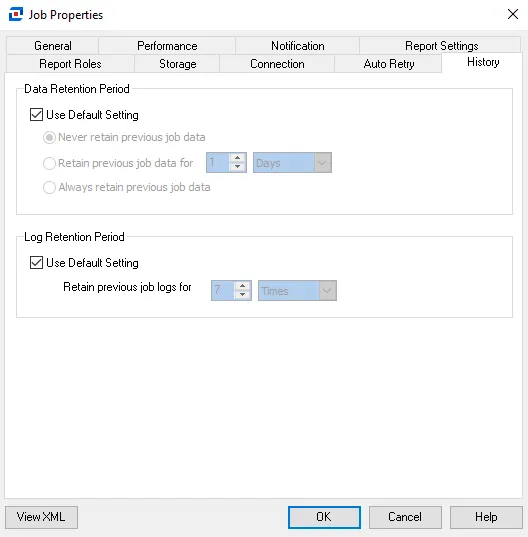 Job Properties
General Performance Notification Report Settings
Report Roles Storage Connection Auto Retry History
Data Retention Period
Use Default Setting
Never retain previous job data
Retain previous job data for 1 Days
Always retain previous job data
Log Retention Period
Use Default Setting
Retain previous job logs for 7 Times
View XML OK Cancel Help